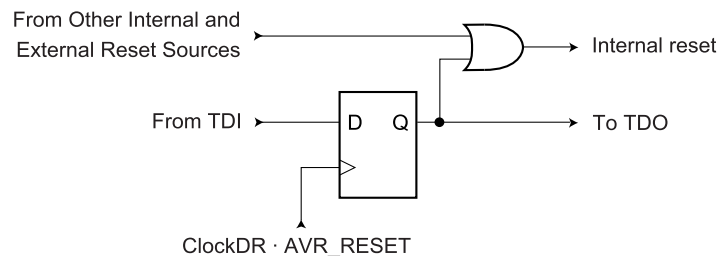 From Other Internal and
External Reset Sources
Internal reset
From TDI
D
Q
To TDO
ClockDR · AVR_RESET